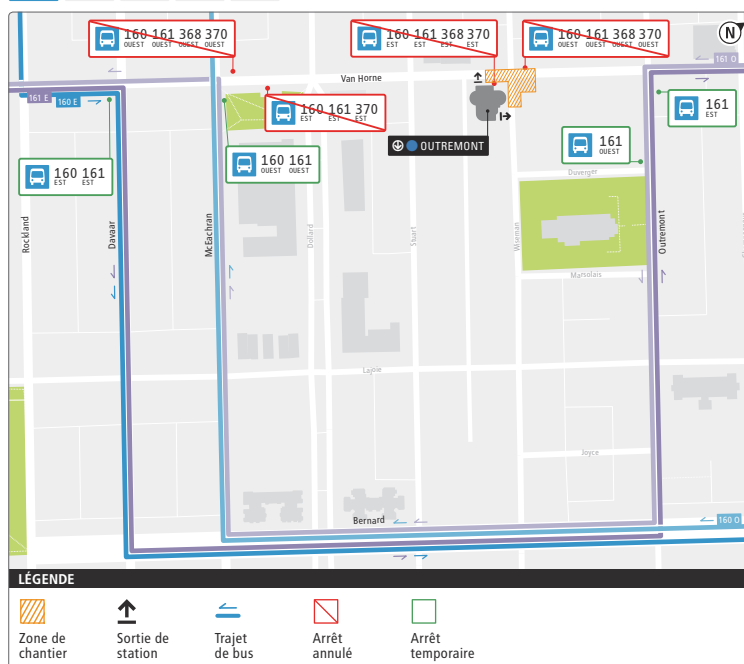 160 161 368 370
OUEST OUEST OUEST OUEST
160 161 368 370
EST EST EST EST
160 161 368 370
OUEST OUEST OUEST OUEST
N
161 O
Van Horne
161 E
160 E
160 161 370
EST EST EST
161
EST
OUTREMONT
161
OUEST
160 161
EST EST
160 161
OUEST OUEST
Duverger
Rockland
Davaar
McEachran
Dollard
Stuart
Wiseman
Outremont
Marsolais
Lajoie
Joyce
Bernard
160 O
LÉGENDE
Zone de
chantier
Sortie de
station
Trajet
de bus
Arrêt
annulé
Arrêt
temporaire